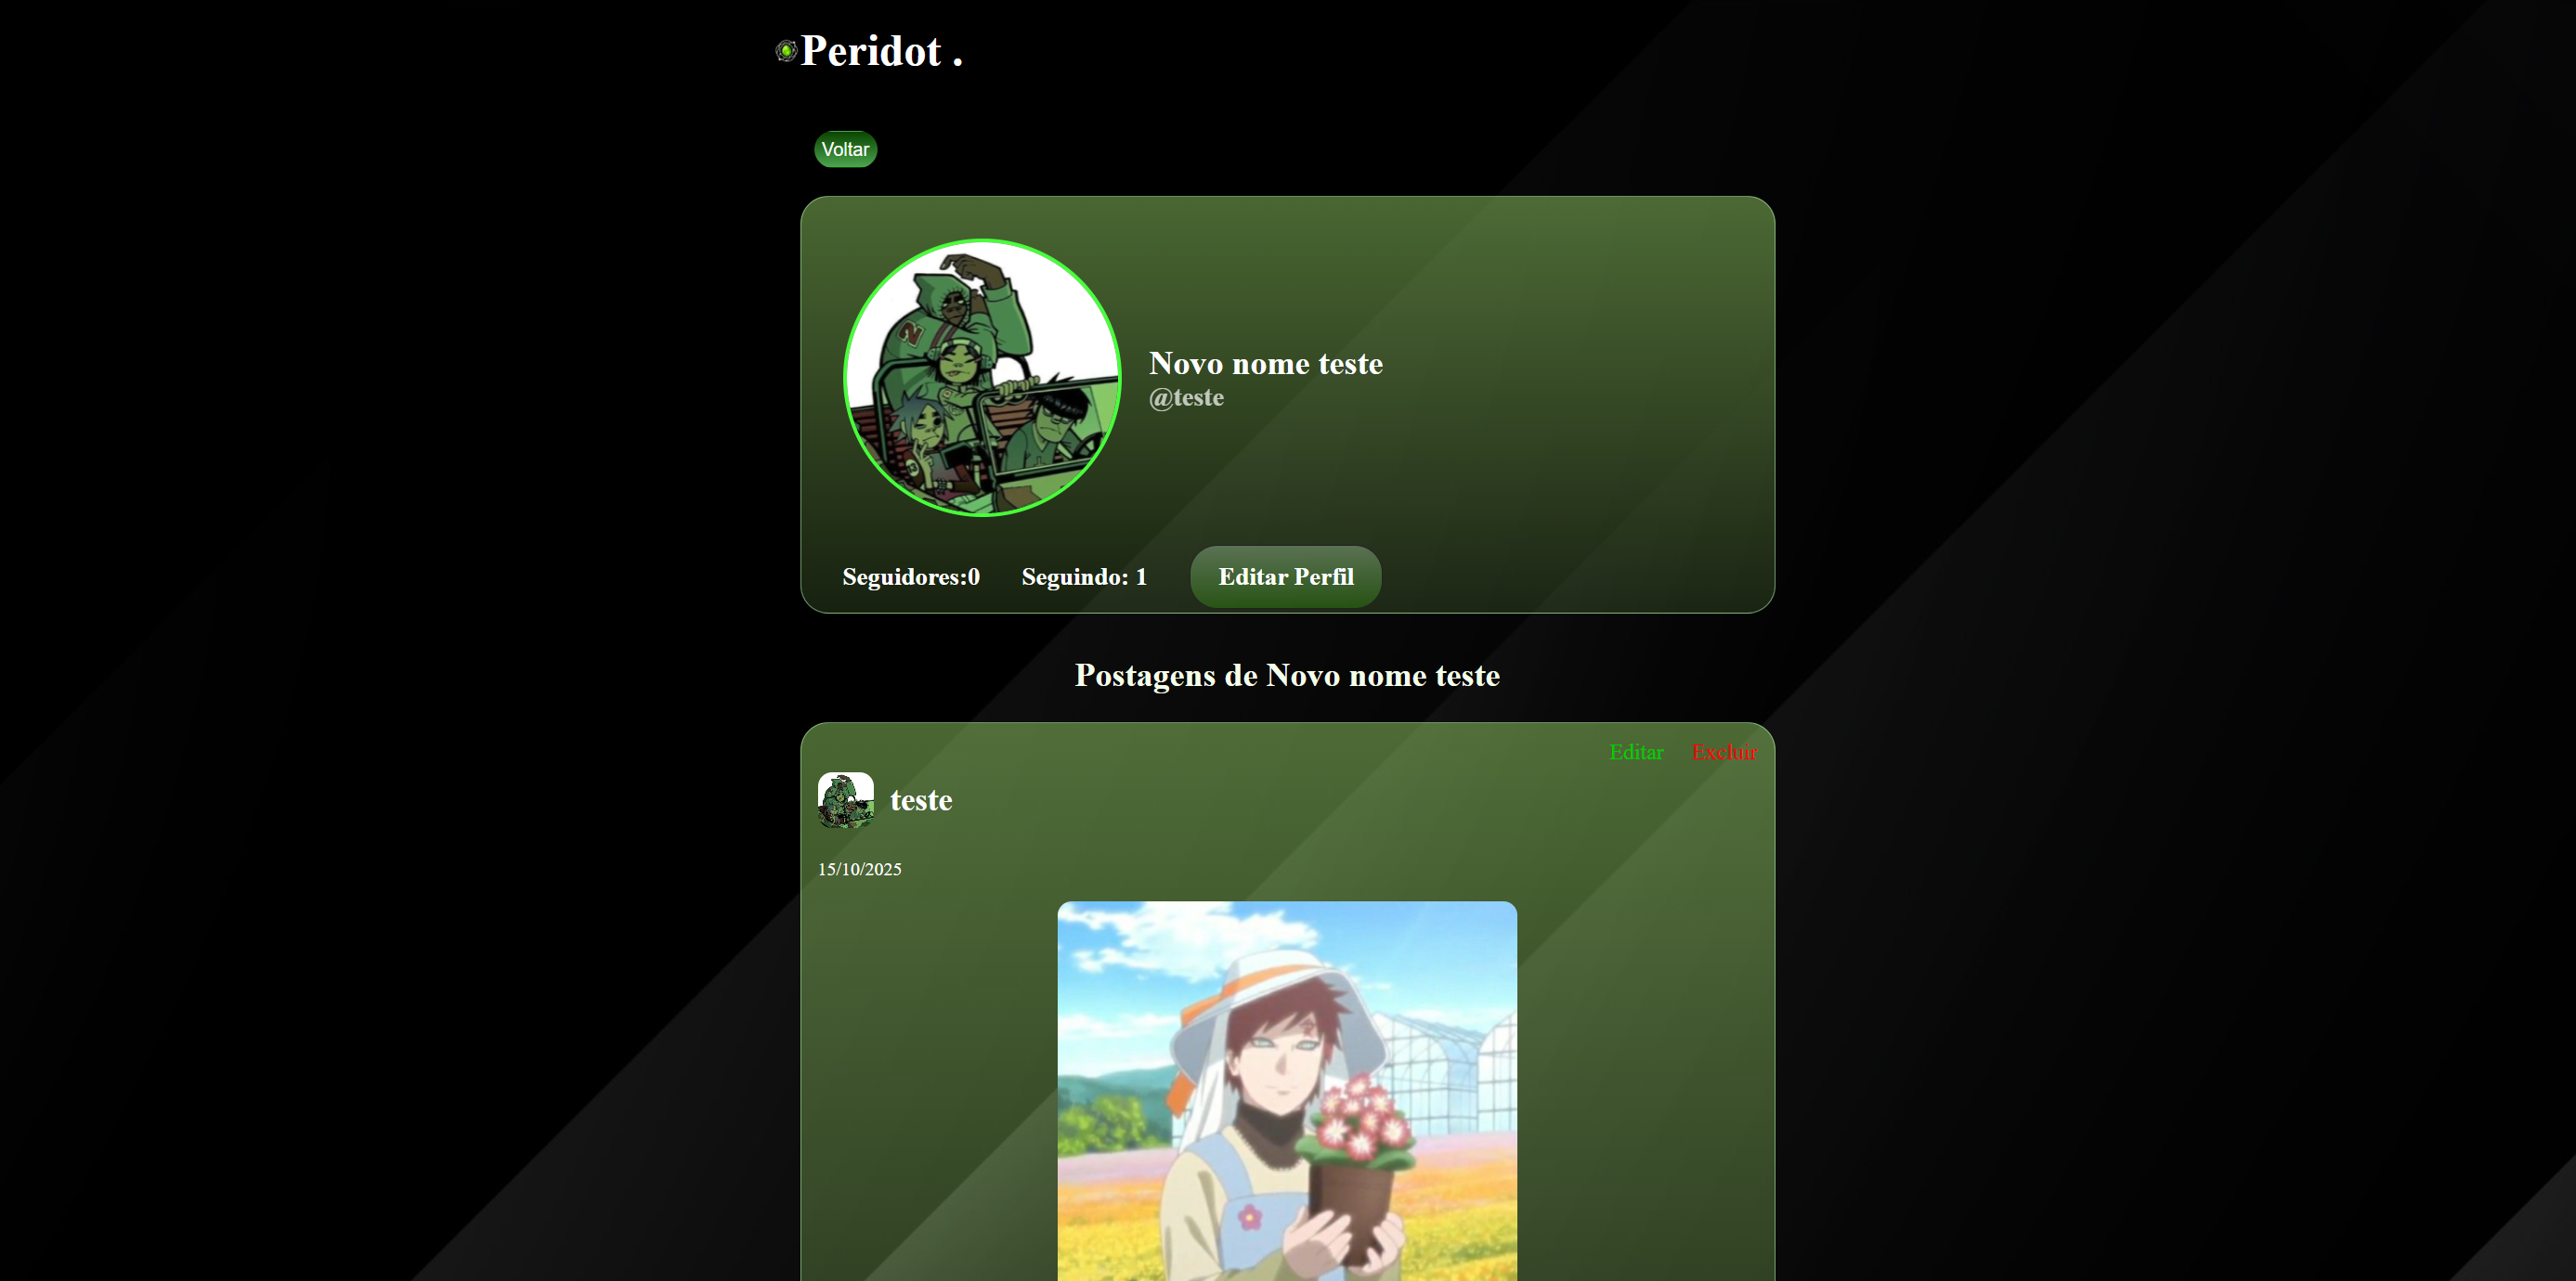 Peridot .
Voltar
Novo nome teste
@teste
Seguidores:0 Seguindo: 1 Editar Perfil
Postagens de Novo nome teste
Editar Excluir
teste
15/10/2025